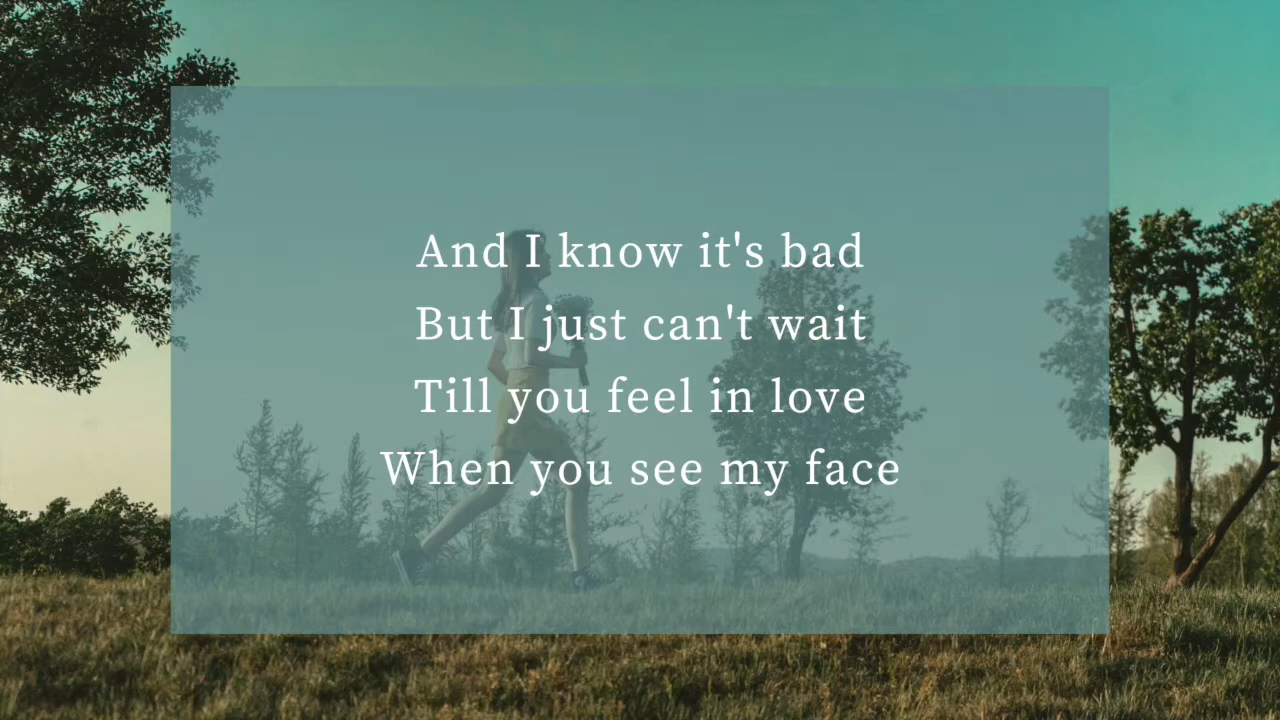 And I know it's bad
But I just can't wait
Till you feel in love
When you see my face